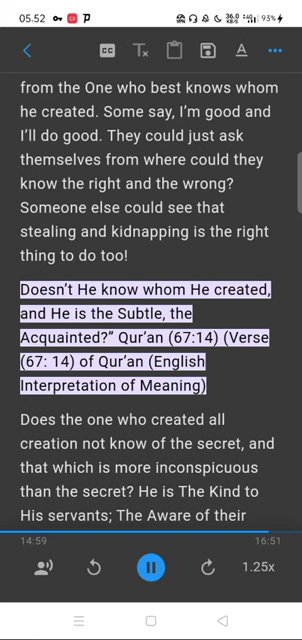 05.52
36.0 KB/S 4G 93%
CC
from the One who best knows whom
he created. Some say, I'm good and
I'll do good. They could just ask
themselves from where could they
know the right and the wrong?
Someone else could see that
stealing and kidnapping is the right
thing to do too!
Doesn't He know whom He created,
and He is the Subtle, the
Acquainted?” Qur'an (67:14) (Verse
(67: 14) of Qur'an (English
Interpretation of Meaning)
Does the one who created all
creation not know of the secret, and
that which is more inconspicuous
than the secret? He is The Kind to
His servants; The Aware of their
14:59
16:51
1.25x